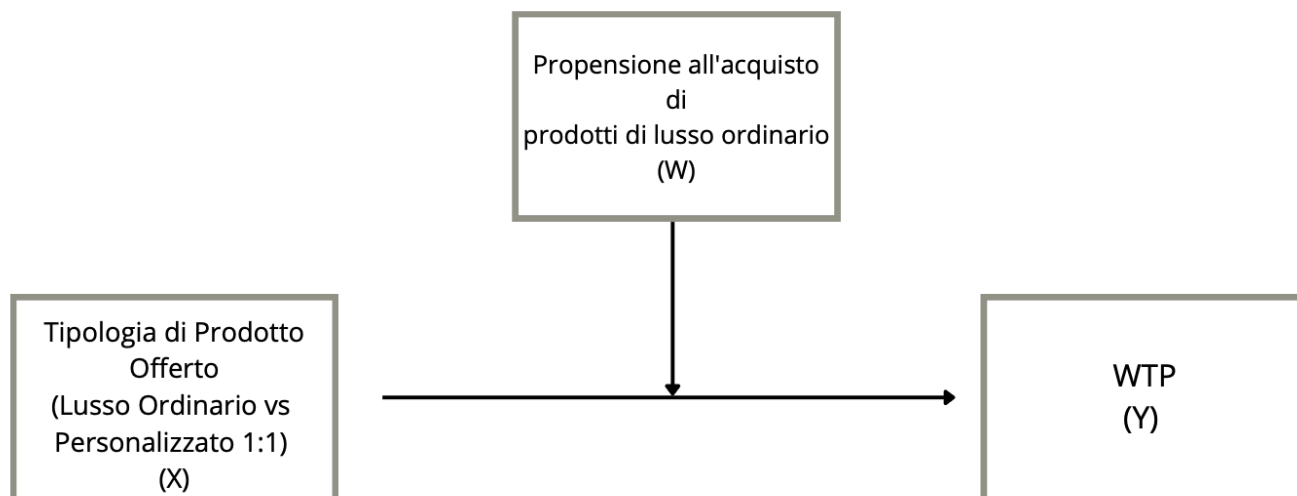 Propensione all'acquisto
di
prodotti di lusso ordinario
(W)
Tipologia di Prodotto
Offerto
(Lusso Ordinario vs
Personalizzato 1:1)
(X)
WTP
(Y)